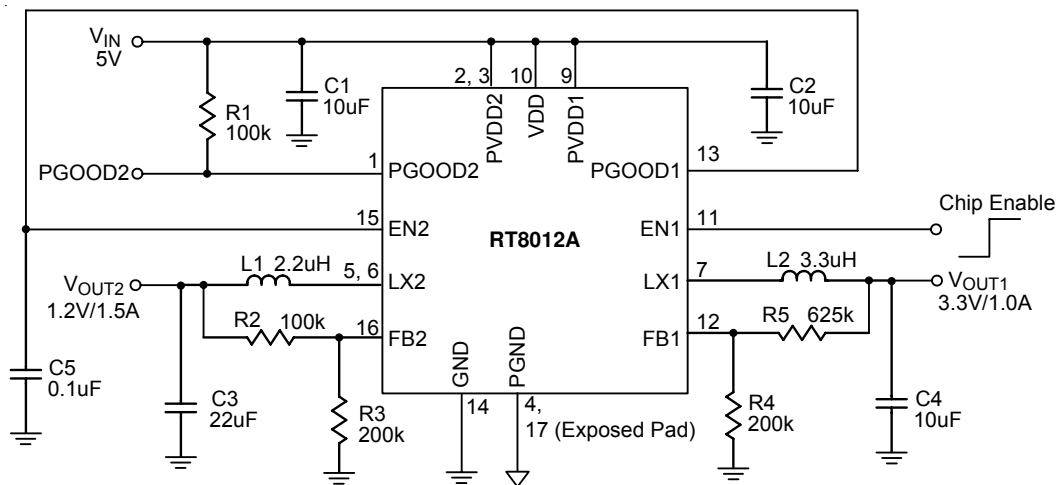 VIN
5V
2, 3
10
9
C1
10uF
C2
10uF
R1
100k
PVDD2
VDD
PVDD1
PGOOD2
1
PGOOD2
PGOOD1
13
Chip Enable
15
EN2
RT8012A
EN1
11
L1 2.2uH
5, 6
LX2
LX1
7
L2 3.3uH
VOUT2
1.2V/1.5A
VOUT1
3.3V/1.0A
R2 100k
16
FB2
FB1
12
R5 625k
C5
0.1uF
GND
PGND
C3
22uF
R3
200k
14
4,
17 (Exposed Pad)
R4
200k
C4
10uF